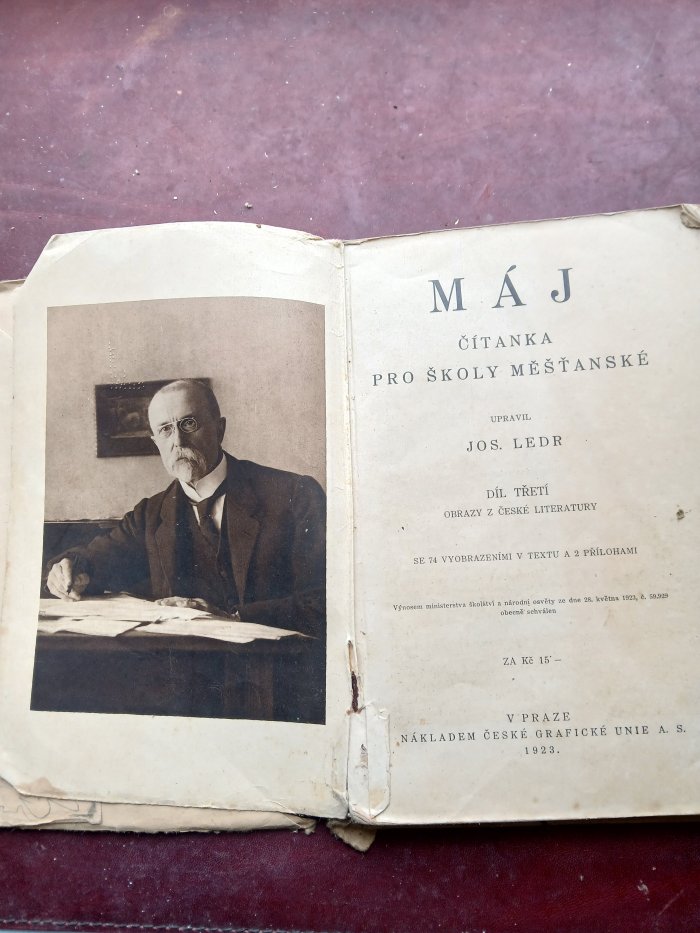 MÁJ
ČÍTANKA
PRO ŠKOLY MĚŠŤANSKÉ
UPRAVIL
JOS. LEDR
DÍL TŘETÍ
OBRAZY Z ČESKÉ LITERATURY
SE 74 VYOBRAZENÍMI V TEXTU A 2 PŘÍLOHAMI
Výnosem ministerstva školství a národní osvěty ze dne 28. května 1923, č. 59.929
obecně schválen
ZA Kč 15·–
V PRAZE
NÁKLADEM ČESKÉ GRAFICKÉ UNIE A. S.
1923.